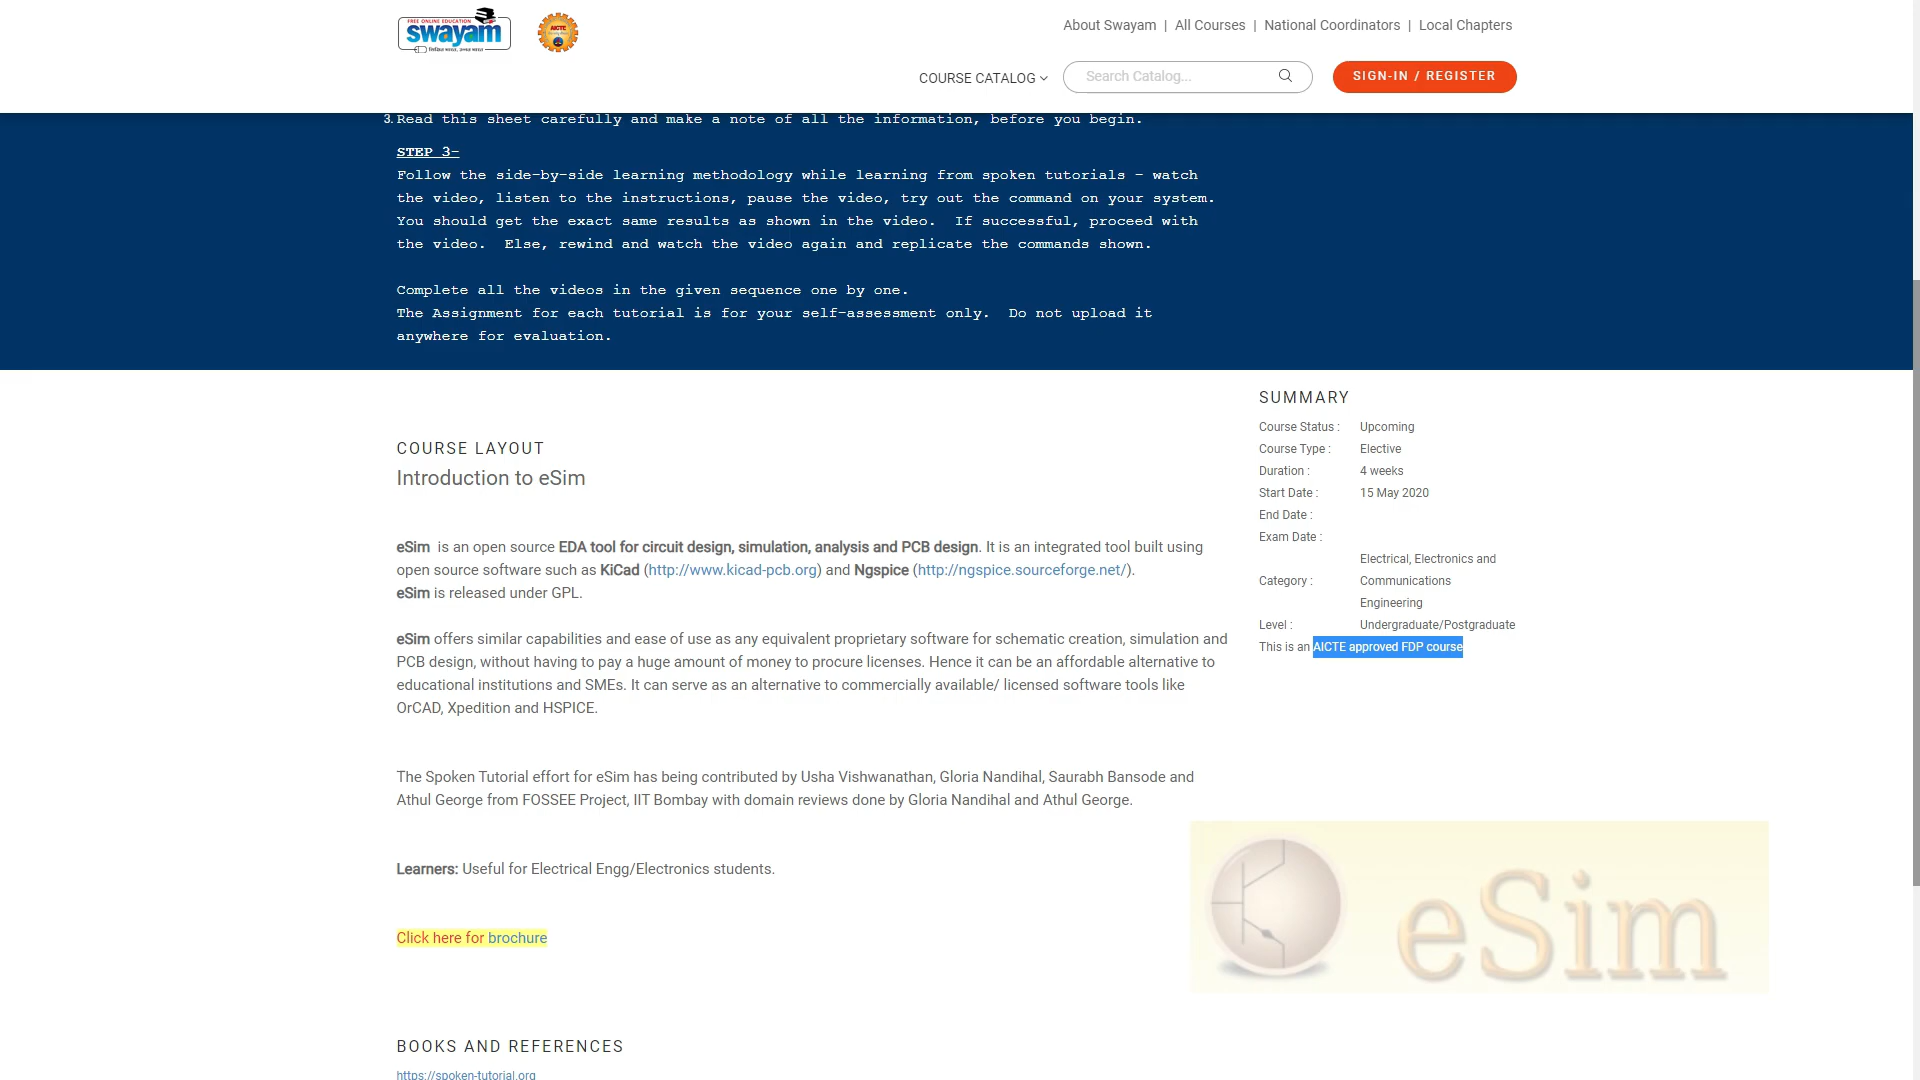 FREE ONLINE EDUCATION
swayam
शिक्षित भारत, उन्नत भारत
AICTE
About Swayam | All Courses | National Coordinators | Local Chapters
COURSE CATALOG
Search Catalog...
SIGN-IN / REGISTER
3. Read this sheet carefully and make a note of all the information, before you begin.
STEP 3-
Follow the side-by-side learning methodology while learning from spoken tutorials - watch
the video, listen to the instructions, pause the video, try out the command on your system.
You should get the exact same results as shown in the video.  If successful, proceed with
the video.  Else, rewind and watch the video again and replicate the commands shown.
Complete all the videos in the given sequence one by one.
The Assignment for each tutorial is for your self-assessment only.  Do not upload it
anywhere for evaluation.
COURSE LAYOUT
Introduction to eSim
eSim  is an open source EDA tool for circuit design, simulation, analysis and PCB design. It is an integrated tool built using
open source software such as KiCad (http://www.kicad-pcb.org) and Ngspice (http://ngspice.sourceforge.net/).
eSim is released under GPL.
eSim offers similar capabilities and ease of use as any equivalent proprietary software for schematic creation, simulation and
PCB design, without having to pay a huge amount of money to procure licenses. Hence it can be an affordable alternative to
educational institutions and SMEs. It can serve as an alternative to commercially available/ licensed software tools like
OrCAD, Xpedition and HSPICE.
The Spoken Tutorial effort for eSim has being contributed by Usha Vishwanathan, Gloria Nandihal, Saurabh Bansode and
Athul George from FOSSEE Project, IIT Bombay with domain reviews done by Gloria Nandihal and Athul George.
Learners: Useful for Electrical Engg/Electronics students.
Click here for brochure
BOOKS AND REFERENCES
https://spoken-tutorial.org
SUMMARY
Course Status : Upcoming
Course Type : Elective
Duration : 4 weeks
Start Date : 15 May 2020
End Date :
Exam Date :
Category : Electrical, Electronics and
Communications
Engineering
Level : Undergraduate/Postgraduate
This is an AICTE approved FDP course
eSim